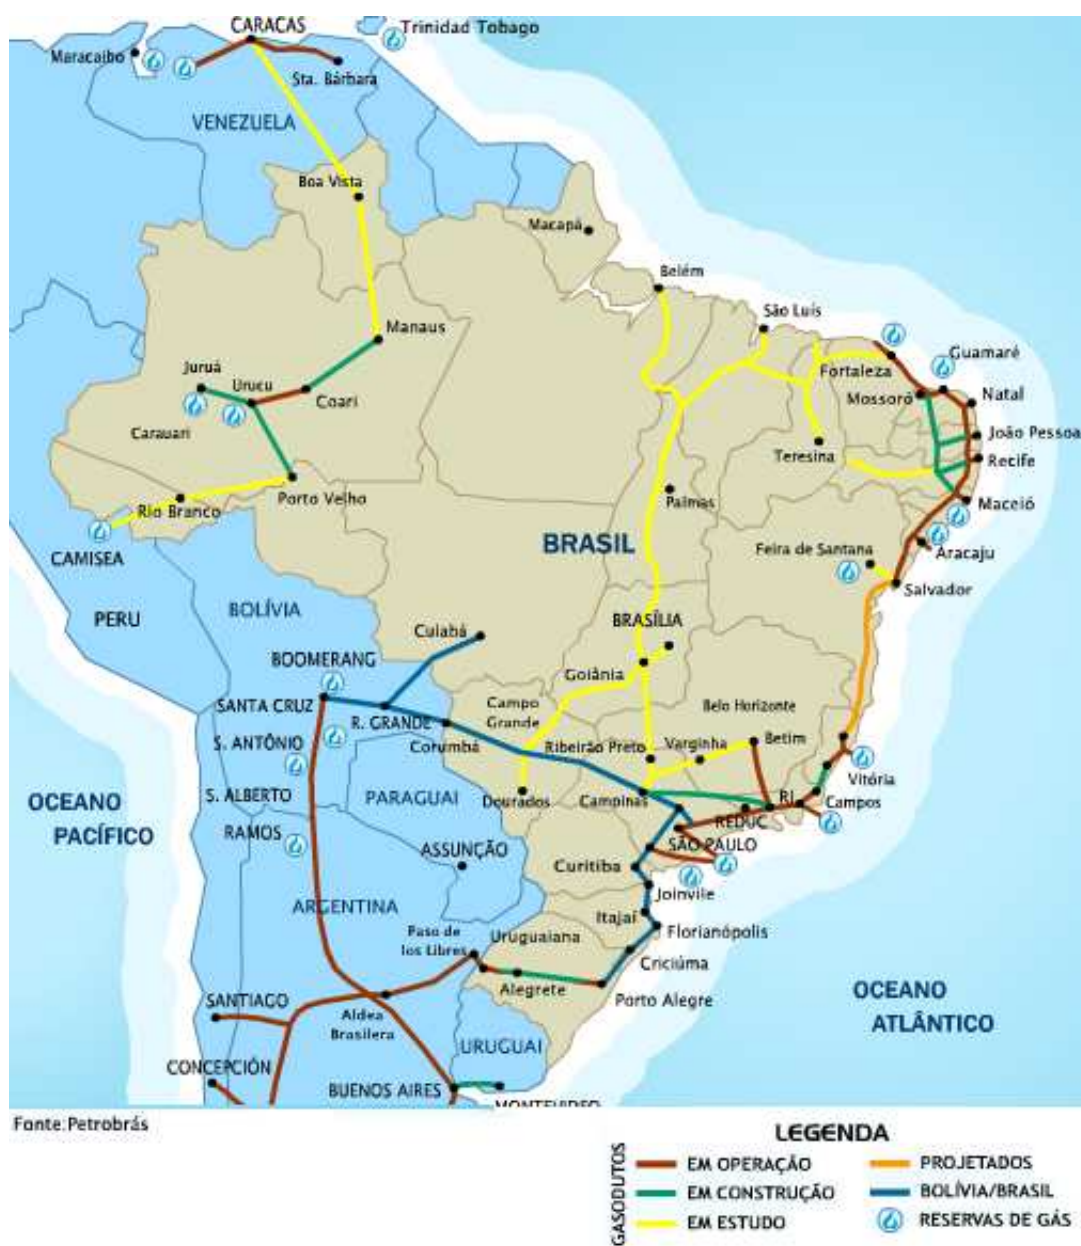 CARACAS
Trinidad Tobago
Maracaibo
Sta. Bárbara
VENEZUELA
Boa Vista
Macapá
Belém
São Luís
Manaus
Guamaré
Fortaleza
Juruá
Urucu
Coari
Mossoró
Natal
Carauari
João Pessoa
Teresina
Recife
Porto Velho
Palmas
Rio Branco
Maceió
CAMISEA
BRASIL
Feira de Santana
Aracaju
Salvador
PERU
BOLÍVIA
BRASÍLIA
Cuiabá
BOOMERANG
Goiânia
SANTA CRUZ
R. GRANDE
Campo
Grande
Belo Horizonte
S. ANTÔNIO
Corumbá
Ribeirão Preto
Varginha
Betim
Vitória
S. ALBERTO
PARAGUAI
Dourados
Campinas
RJ
Campos
OCEANO
PACÍFICO
REDUC
RAMOS
ASSUNÇÃO
SÃO PAULO
Curitiba
Joinvile
ARGENTINA
Itajaí
Paso de
los Libres
Uruguaiana
Florianópolis
Criciúma
Alegrete
Porto Alegre
SANTIAGO
Aldea
Brasilera
OCEANO
ATLÂNTICO
URUGUAI
CONCEPCIÓN
BUENOS AIRES
MONTEVIDEO
Fonte:Petrobrás
LEGENDA
GASODUTOS
EM OPERAÇÃO
PROJETADOS
EM CONSTRUÇÃO
BOLÍVIA/BRASIL
EM ESTUDO
RESERVAS DE GÁS